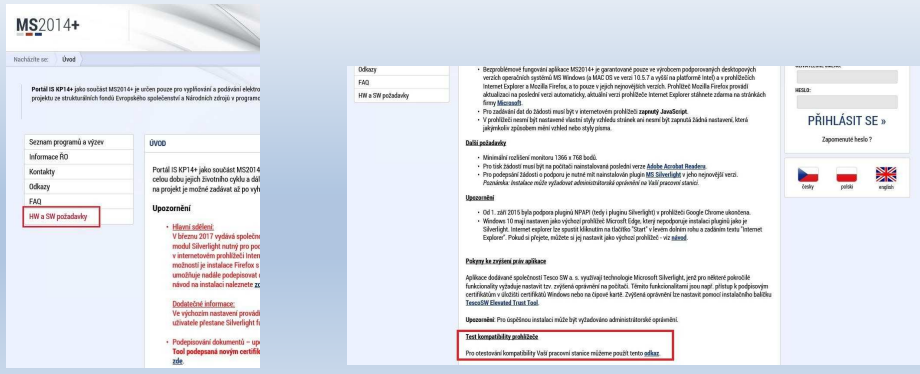 MS2014+
Nacházíte se: Úvod
Portál IS KP14+ jako součást MS2014+ je určen pouze pro vyplňování a podávání elektro
projektu ze strukturálních fondů Evropského společenství a Národních zdrojů v programo
Seznam programů a výzev
Informace ŘO
Kontakty
Odkazy
FAQ
HW a SW požadavky
ÚVOD
Portál IS KP14+ jako součást MS2014
celou dobu jejich životního cyklu a dál
na projekt je možné zadávat až po vyh
Upozornění
• Hlavní sdělení:
V březnu 2017 vydává společno
modul Silverlight nutný pro pod
v internetovém prohlížeči Inter
možností je instalace Firefox s
umožňuje nadále podepisovat d
návod na instalaci naleznete zd
Dodatečné informace:
Ve výchozím nastavení provádí
uživatele přestane Silverlight fu
• Podepisování dokumentů – upo
Tool podepsaná novým certifik
zde.
Odkazy
FAQ
HW a SW požadavky
• Bezproblémové fungování aplikace MS2014+ je garantované pouze ve výrobcem podporovaných desktopových
verzích operačních systémů MS Windows (a MAC OS ve verzi 10.5.7 a vyšší na platformě Intel) a v prohlížečích
Internet Explorer a Mozilla Firefox, a to pouze v jejich nejnovějších verzích. Prohlížeč Mozilla Firefox provádí
aktualizaci na poslední verzi automaticky, aktuální verzi prohlížeče Internet Explorer stáhnete zdarma na stránkách
firmy Microsoft.
• Pro zadávání dat do žádosti musí být v internetovém prohlížeči zapnutý JavaScript.
• V prohlížeči nesmí být nastavené vlastní styly vzhledu stránek ani nesmí být zapnutá žádná nastavení, která
jakýmkoliv způsobem mění vzhled nebo styly písma.
Další požadavky
• Minimální rozlišení monitoru 1366 x 768 bodů.
• Pro tisk žádosti musí být na počítači nainstalována poslední verze Adobe Acrobat Readeru.
• Pro podepsání žádosti o podporu je nutné mít nainstalován plugin MS Silverlight v jeho nejnovější verzi.
Poznámka: Instalace může vyžadovat administrátorské oprávnění na Vaší pracovní stanici.
Upozornění
• Od 1. září 2015 byla podpora pluginů NPAPI (tedy i pluginu Silverlight) v prohlížeči Google Chrome ukončena.
• Windows 10 mají nastaven jako výchozí prohlížeč Microsft Edge, který nepodporuje instalaci pluginů jako je
Silverlight. Internet explorer lze spustit kliknutím na tlačítko "Start" v levém dolním rohu a zadáním textu "Internet
Explorer". Pokud si přejete, můžete si jej nastavit jako výchozí prohlížeč - viz návod.
Pokyny ke zvýšení práv aplikace
Aplikace dodávané společností Tesco SW a. s. využívají technologie Microsoft Silverlight, jenž pro některé pokročilé
funkcionality vyžaduje nastavit tzv. zvýšená oprávnění na počítači. Těmito funkcionalitami jsou např. přístup k podpisovým
certifikátům v úložišti certifikátů Windows nebo na čipové kartě. Zvýšená oprávnění lze nastavit pomocí instalačního balíčku
TescoSW Elevated Trust Tool.
Upozornění: Pro úspěšnou instalaci může být vyžadováno administrátorské oprávnění.
Test kompatibility prohlížeče
Pro otestování kompatibility Vaší pracovní stanice můžeme použít tento odkaz.
HESLO:
PŘIHLÁSIT SE »
Zapomenuté heslo ?
česky
polski
english